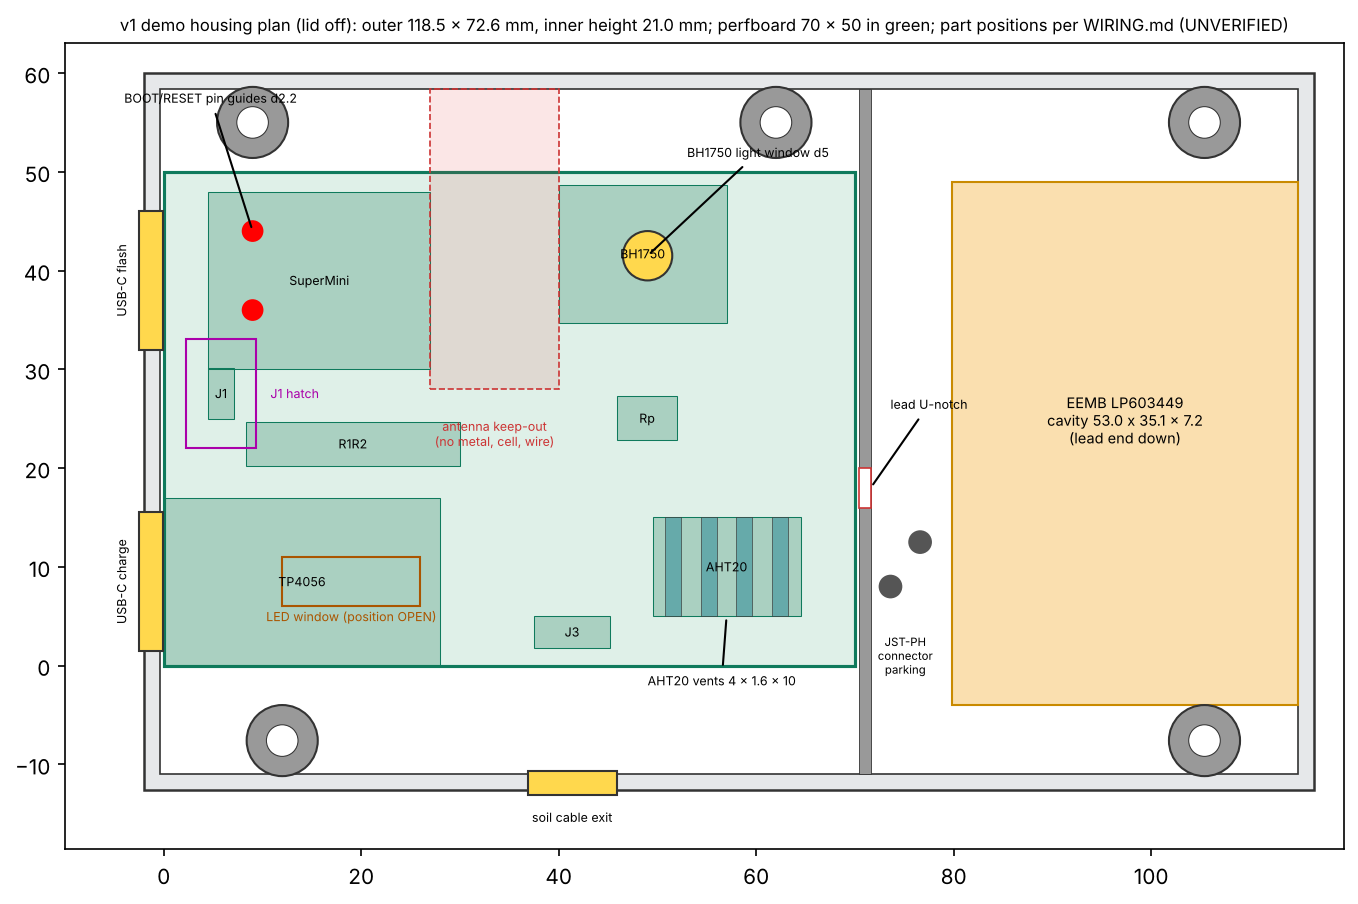 v1 demo housing plan (lid off): outer 118.5 × 72.6 mm, inner height 21.0 mm; perfboard 70 × 50 in green; part positions per WIRING.md (UNVERIFIED)
60
50
40
30
20
10
0
−10
BOOT/RESET pin guides d2.2
BH1750 light window d5
USB-C flash
SuperMini
BH1750
J1
J1 hatch
antenna keep-out
(no metal, cell, wire)
R1R2
Rp
lead U-notch
EEMB LP603449
cavity 53.0 x 35.1 × 7.2
(lead end down)
USB-C charge
TP4056
LED window (position OPEN)
J3
AHT20
AHT20 vents 4 × 1.6 × 10
JST-PH
connector
parking
soil cable exit
0
20
40
60
80
100